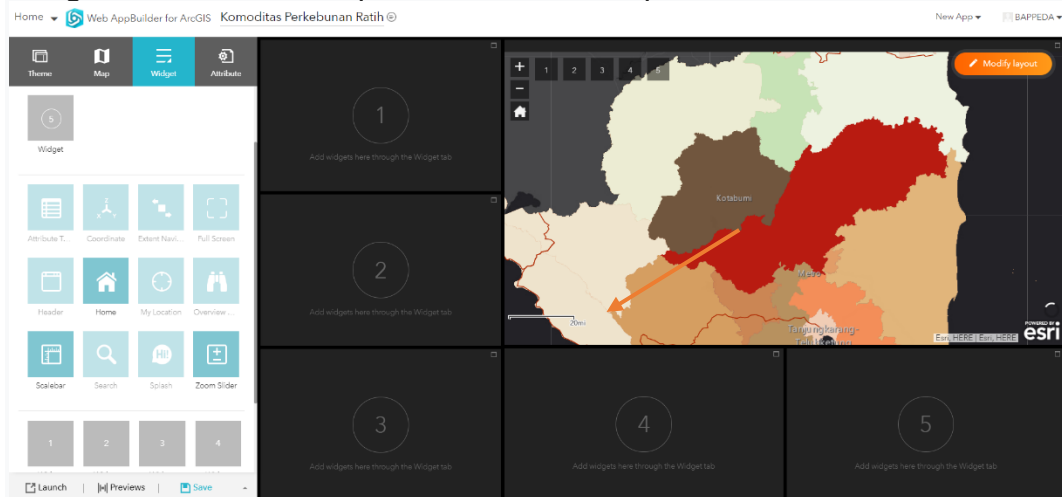 Home
Web AppBuilder for ArcGIS
Komoditas Perkebunan Ratih
New App
BAPPEDA
Theme
Map
Widget
Attribute
5
Widget
Attribute T...
Coordinate
Extent Navi...
Full Screen
Header
Home
My Location
Overview ...
Scalebar
Search
Hi!
Splash
Zoom Slider
1
2
3
4
Launch
Previews
Save
1
Add widgets here through the Widget tab
2
Add widgets here through the Widget tab
3
Add widgets here through the Widget tab
+
1 2 3 4 5
−
Modify layout
Kotabumi
Metro
20mi
Tanjungkarang-
Esri, HERE | Esri, HERE
POWERED BY
esri
4
Add widgets here through the Widget tab
5
Add widgets here through the Widget tab